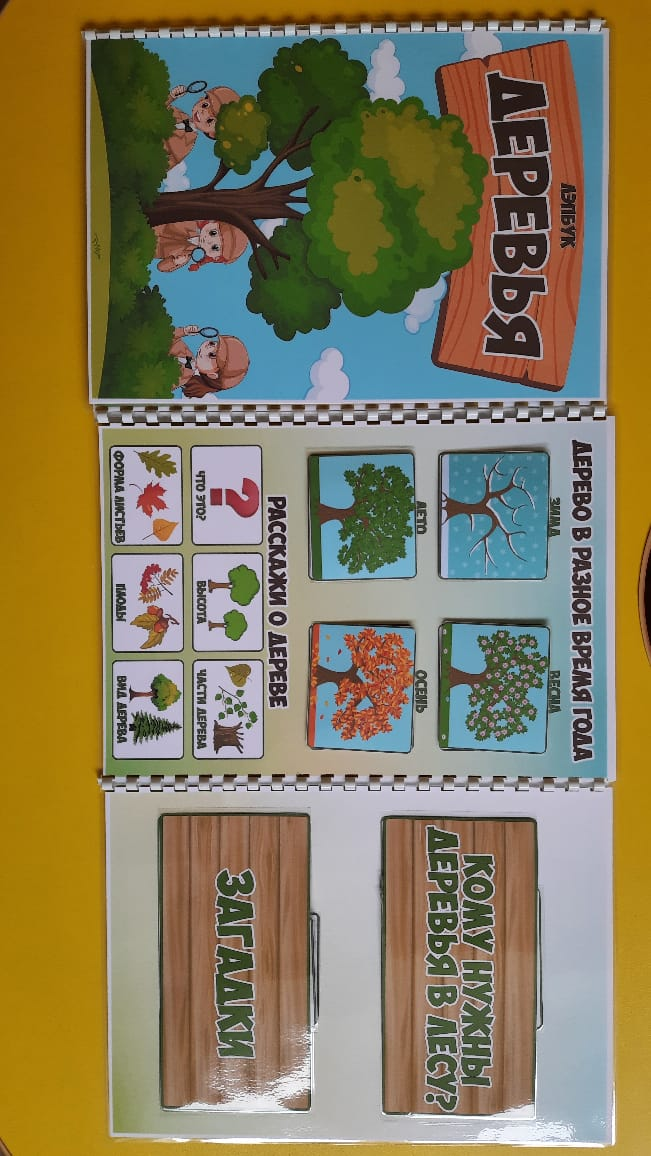 ЛЭПБУК
ДЕРЕВЬЯ
ДЕРЕВО В РАЗНОЕ ВРЕМЯ ГОДА
ЗИМА
ВЕСНА
ЛЕТО
ОСЕНЬ
РАССКАЖИ О ДЕРЕВЕ
ЧТО ЭТО?
ВЫСОТА
ЧАСТИ ДЕРЕВА
ФОРМА ЛИСТЬЕВ
ПЛОДЫ
ВИД ДЕРЕВА
КОМУ НУЖНЫ
ДЕРЕВЬЯ В ЛЕСУ?
ЗАГАДКИ